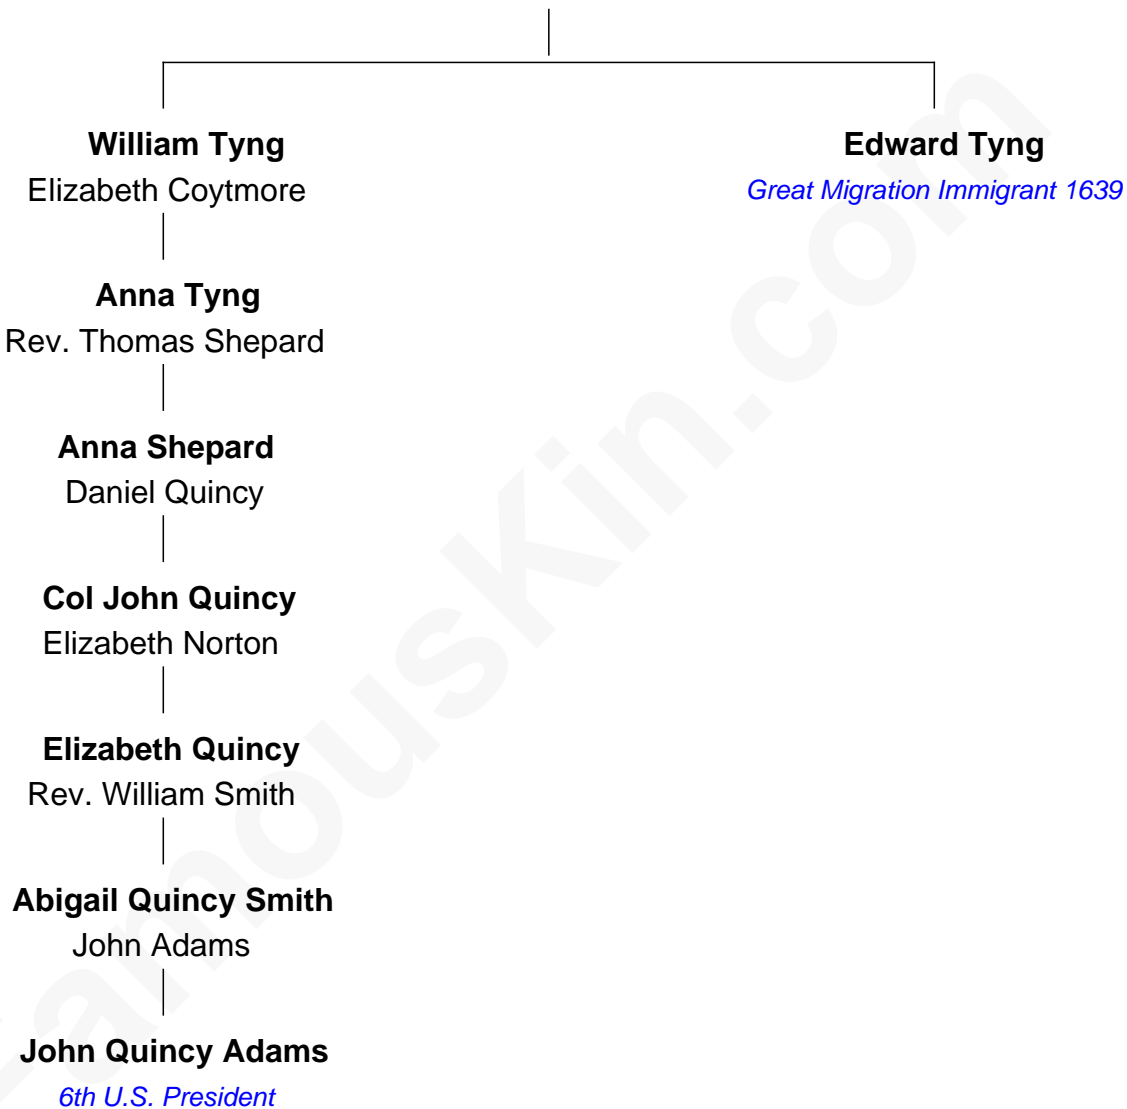 William Tyng
Elizabeth Coytmore
Edward Tyng
Great Migration Immigrant 1639
Anna Tyng
Rev. Thomas Shepard
Anna Shepard
Daniel Quincy
Col John Quincy
Elizabeth Norton
Elizabeth Quincy
Rev. William Smith
Abigail Quincy Smith
John Adams
John Quincy Adams
6th U.S. President
FamousKin.com